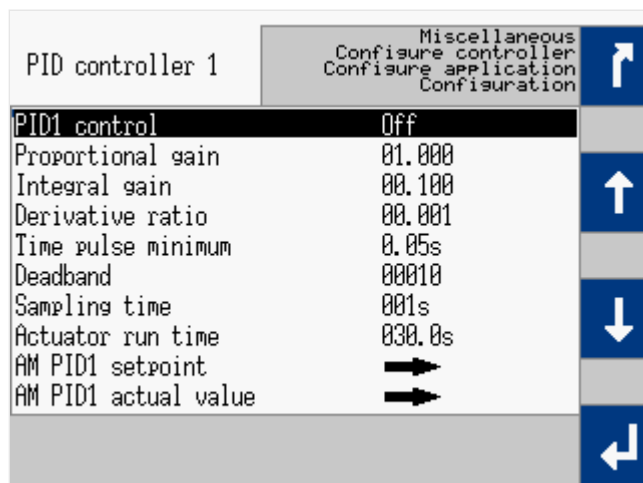 PID controller 1
Miscellaneous
Configure controller
Configure application
Configuration
PID1 control Off
Proportional gain 01.000
Integral gain 00.100
Derivative ratio 00.001
Time pulse minimum 0.05s
Deadband 00010
Sampling time 001s
Actuator run time 030.0s
AM PID1 setpoint
AM PID1 actual value